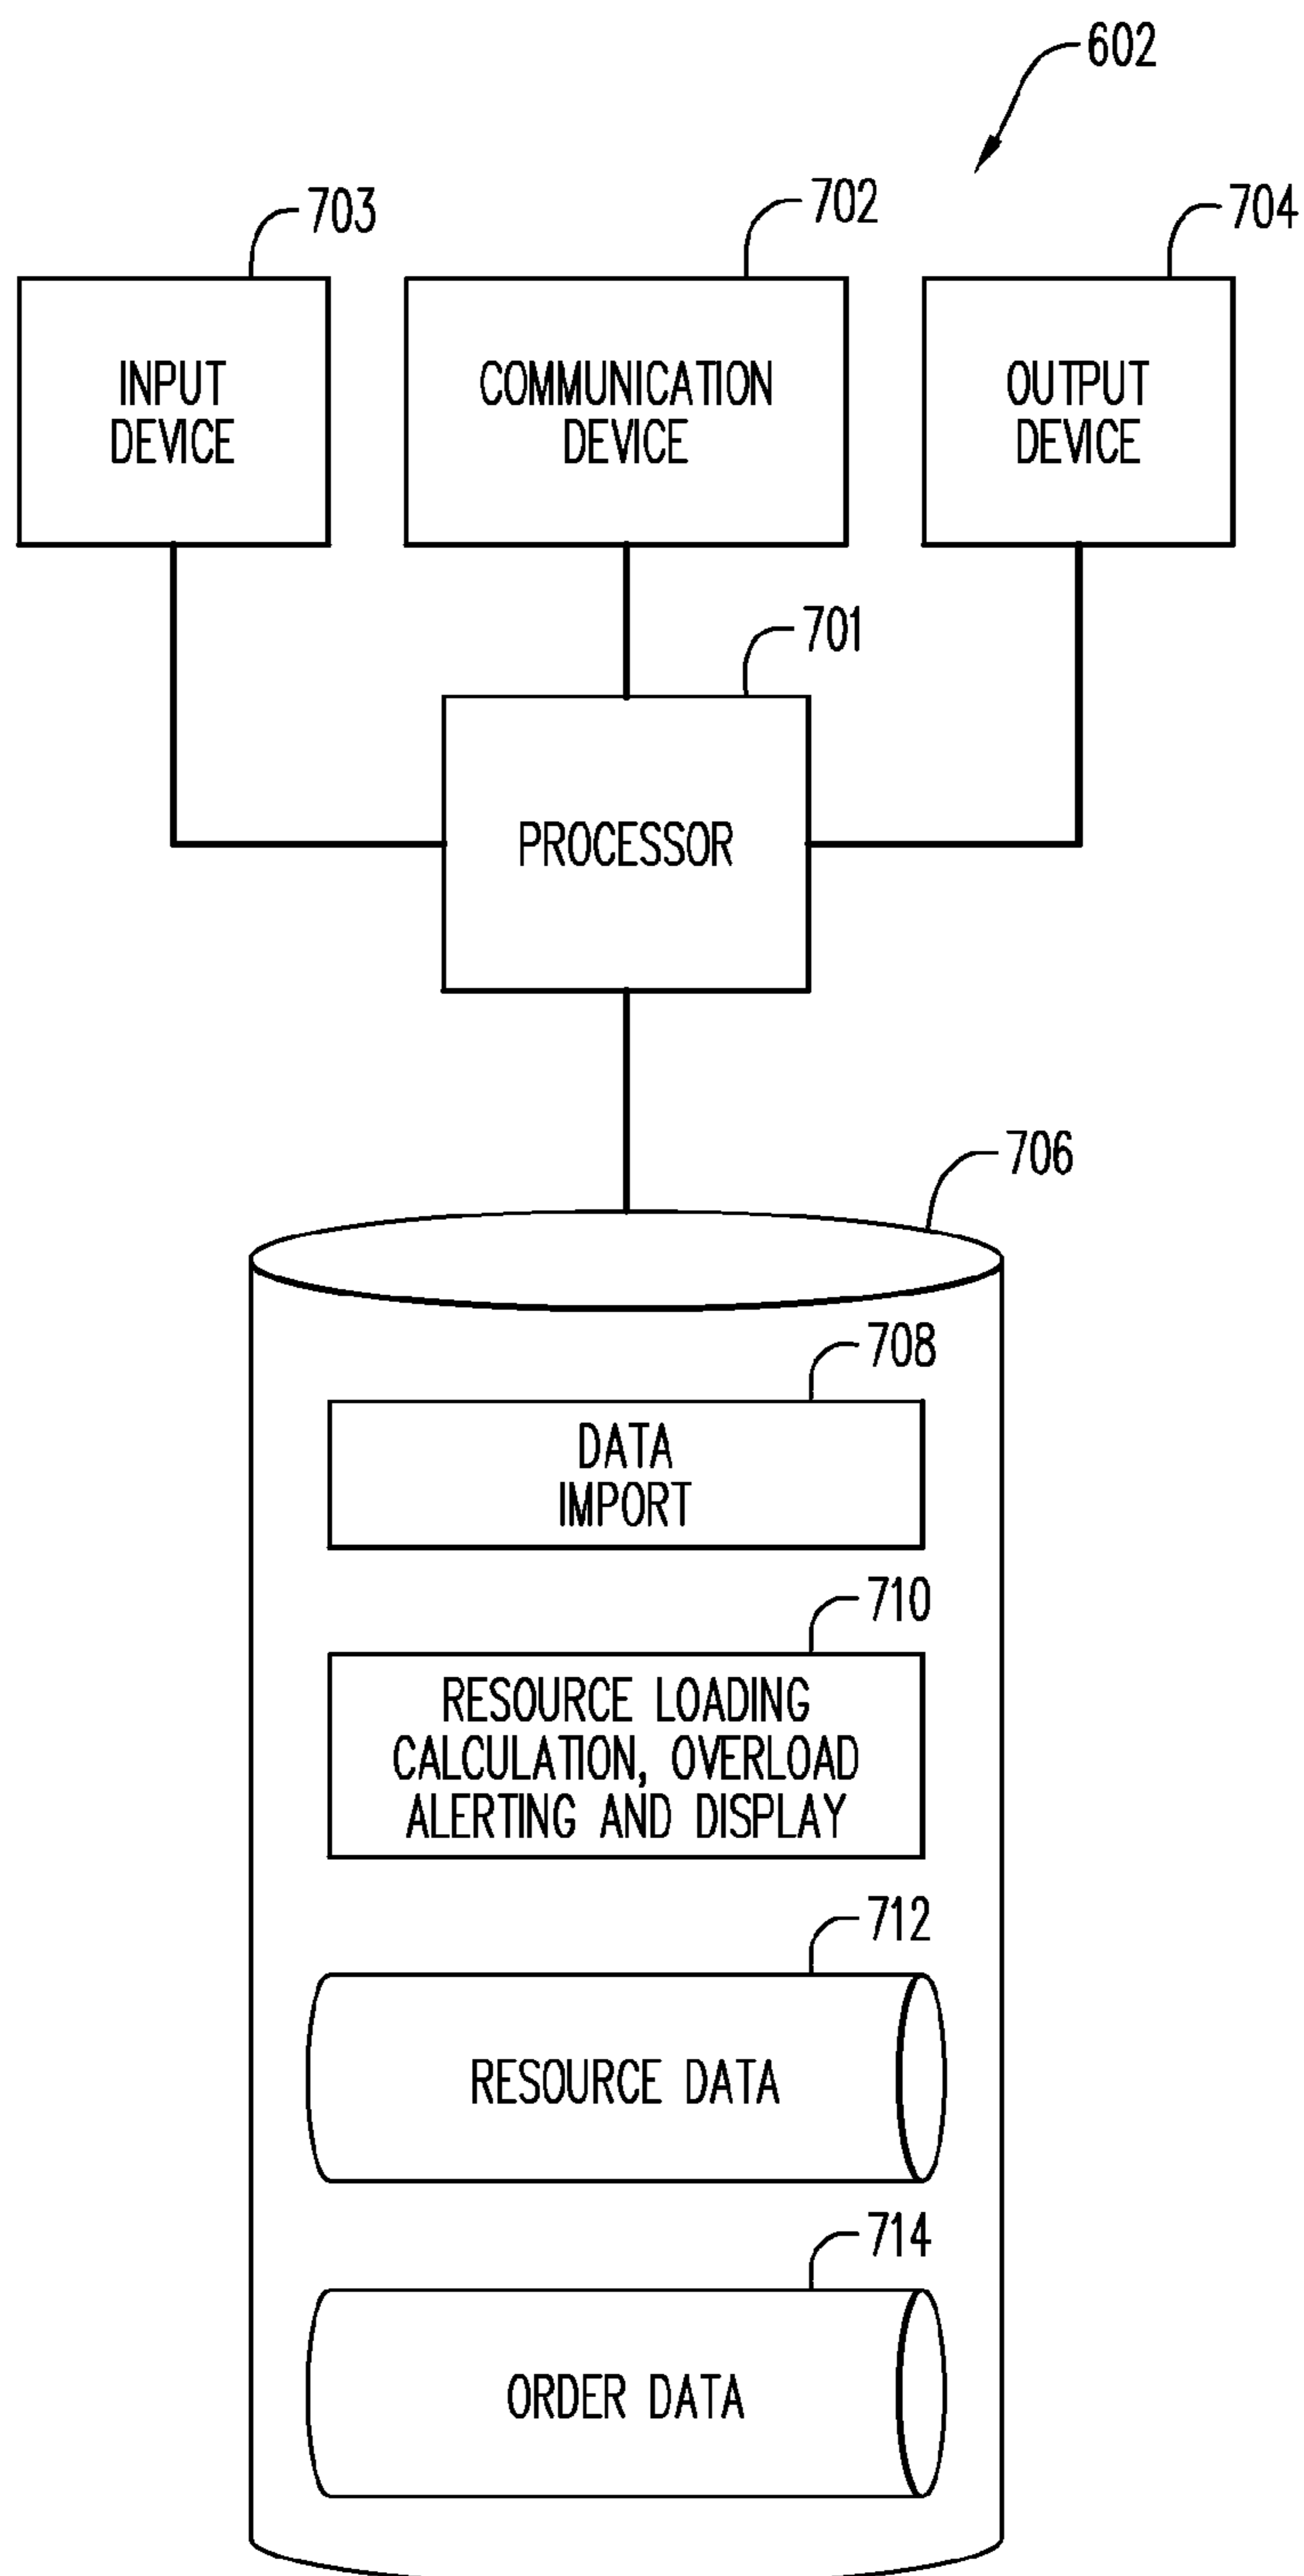 602
703
702
704
INPUT
DEVICE
COMMUNICATION
DEVICE
OUTPUT
DEVICE
701
PROCESSOR
706
708
DATA
IMPORT
710
RESOURCE LOADING
CALCULATION, OVERLOAD
ALERTING AND DISPLAY
712
RESOURCE DATA
714
ORDER DATA